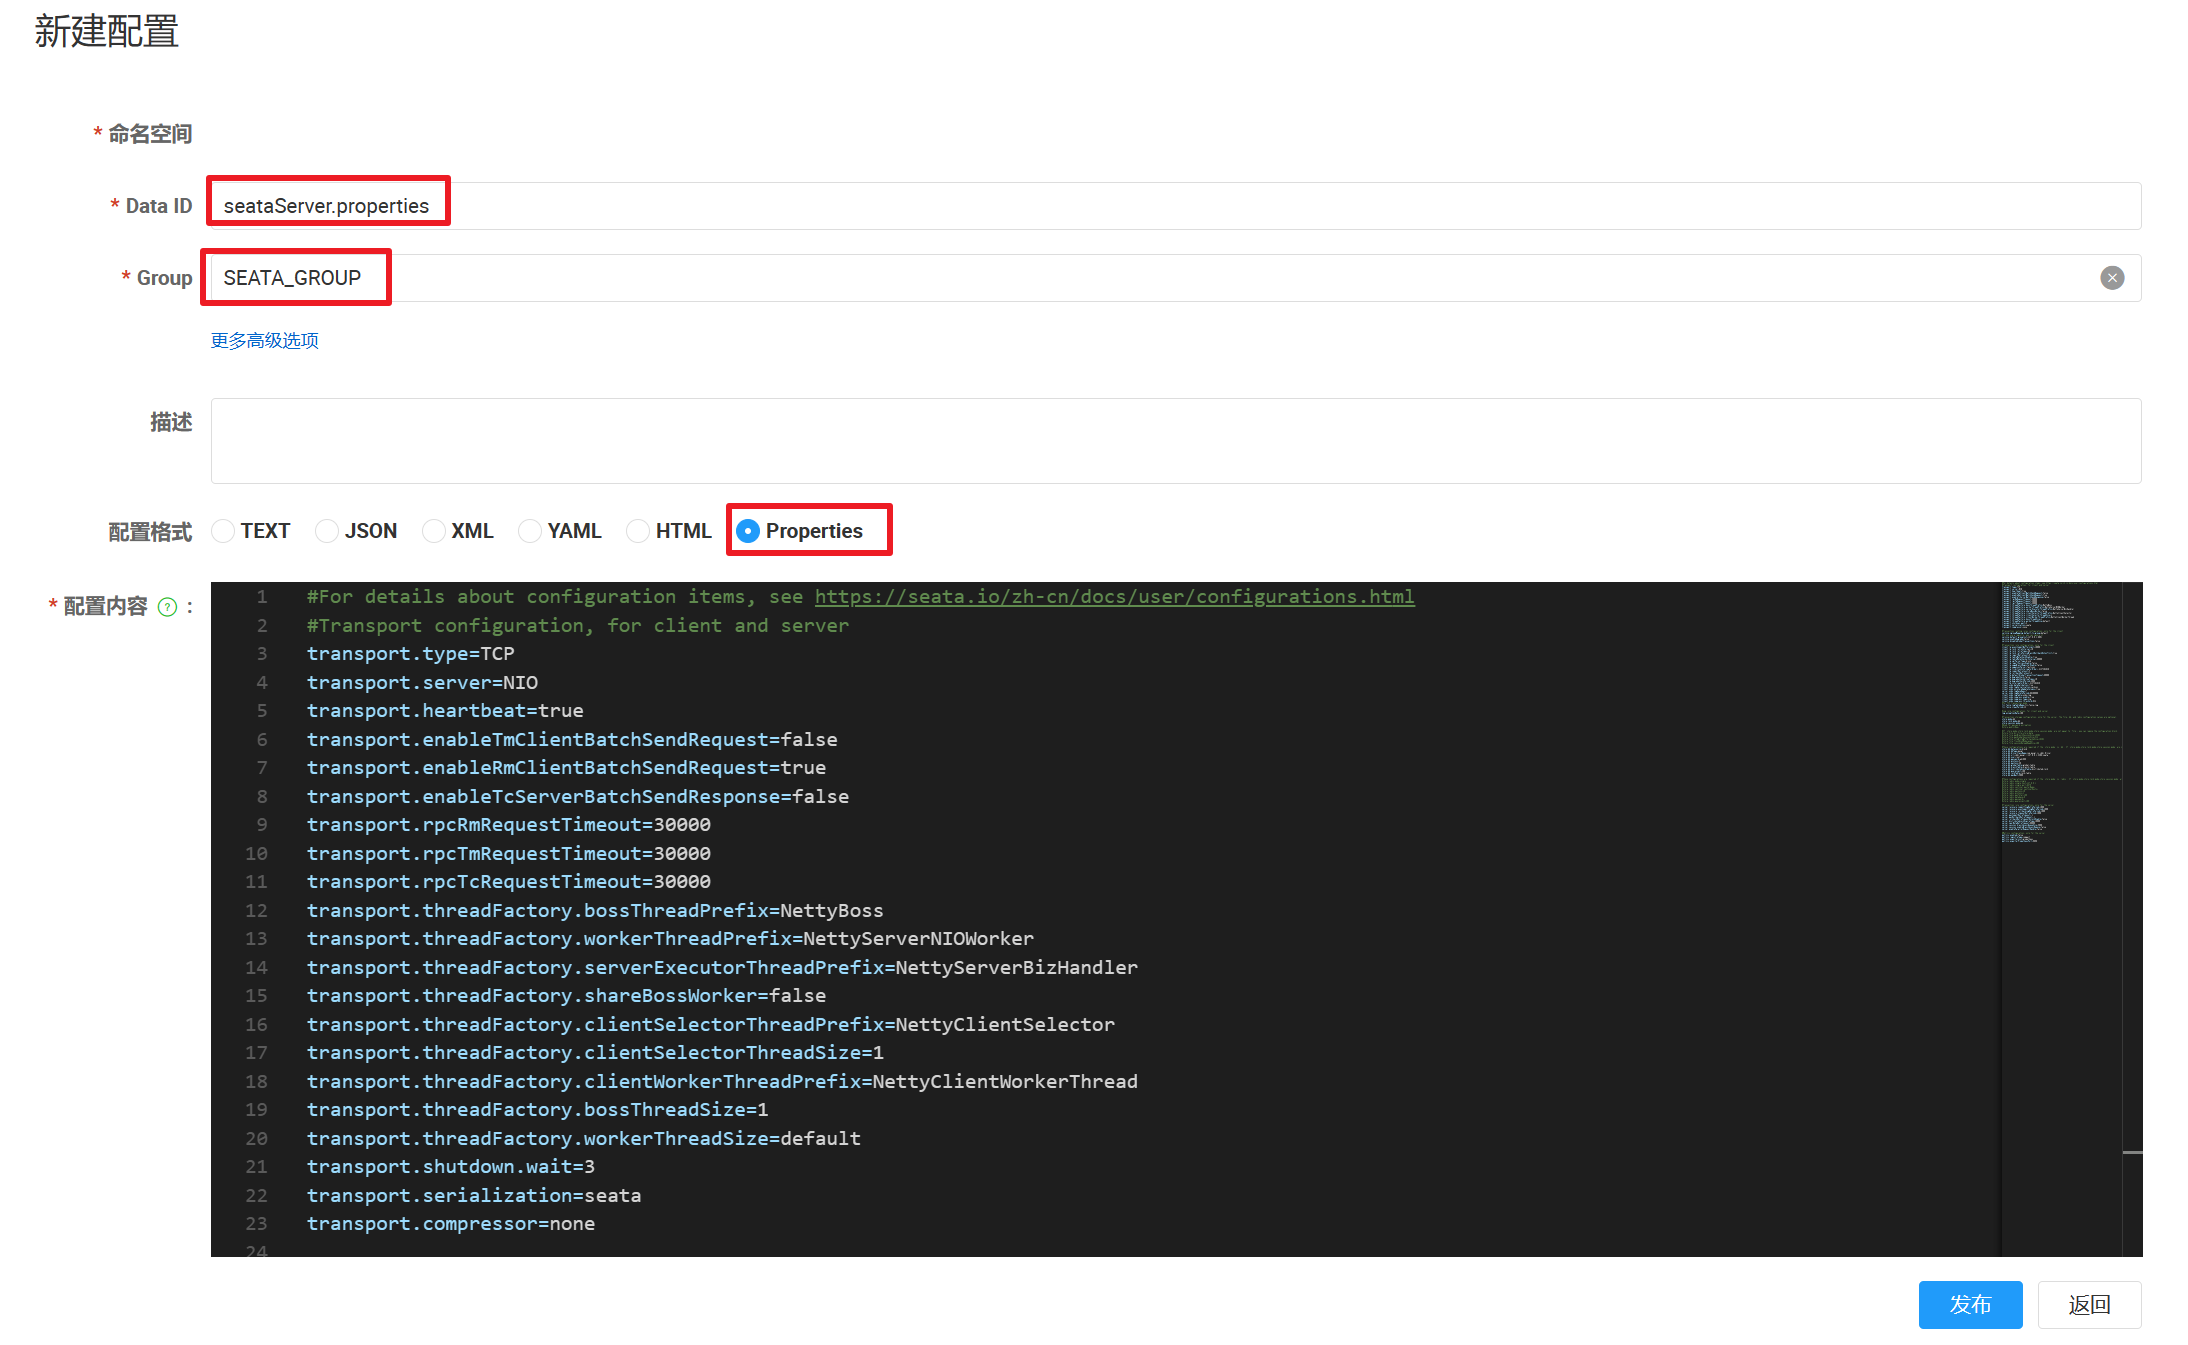 新建配置
* 命名空间
* Data ID
seataServer.properties
* Group
SEATA_GROUP
更多高级选项
描述
配置格式
TEXT JSON XML YAML HTML Properties
* 配置内容 ? :
1 #For details about configuration items, see https://seata.io/zh-cn/docs/user/configurations.html
2 #Transport configuration, for client and server
3 transport.type=TCP
4 transport.server=NIO
5 transport.heartbeat=true
6 transport.enableTmClientBatchSendRequest=false
7 transport.enableRmClientBatchSendRequest=true
8 transport.enableTcServerBatchSendResponse=false
9 transport.rpcRmRequestTimeout=30000
10 transport.rpcTmRequestTimeout=30000
11 transport.rpcTcRequestTimeout=30000
12 transport.threadFactory.bossThreadPrefix=NettyBoss
13 transport.threadFactory.workerThreadPrefix=NettyServerNIOWorker
14 transport.threadFactory.serverExecutorThreadPrefix=NettyServerBizHandler
15 transport.threadFactory.shareBossWorker=false
16 transport.threadFactory.clientSelectorThreadPrefix=NettyClientSelector
17 transport.threadFactory.clientSelectorThreadSize=1
18 transport.threadFactory.clientWorkerThreadPrefix=NettyClientWorkerThread
19 transport.threadFactory.bossThreadSize=1
20 transport.threadFactory.workerThreadSize=default
21 transport.shutdown.wait=3
22 transport.serialization=seata
23 transport.compressor=none
24
发布 返回